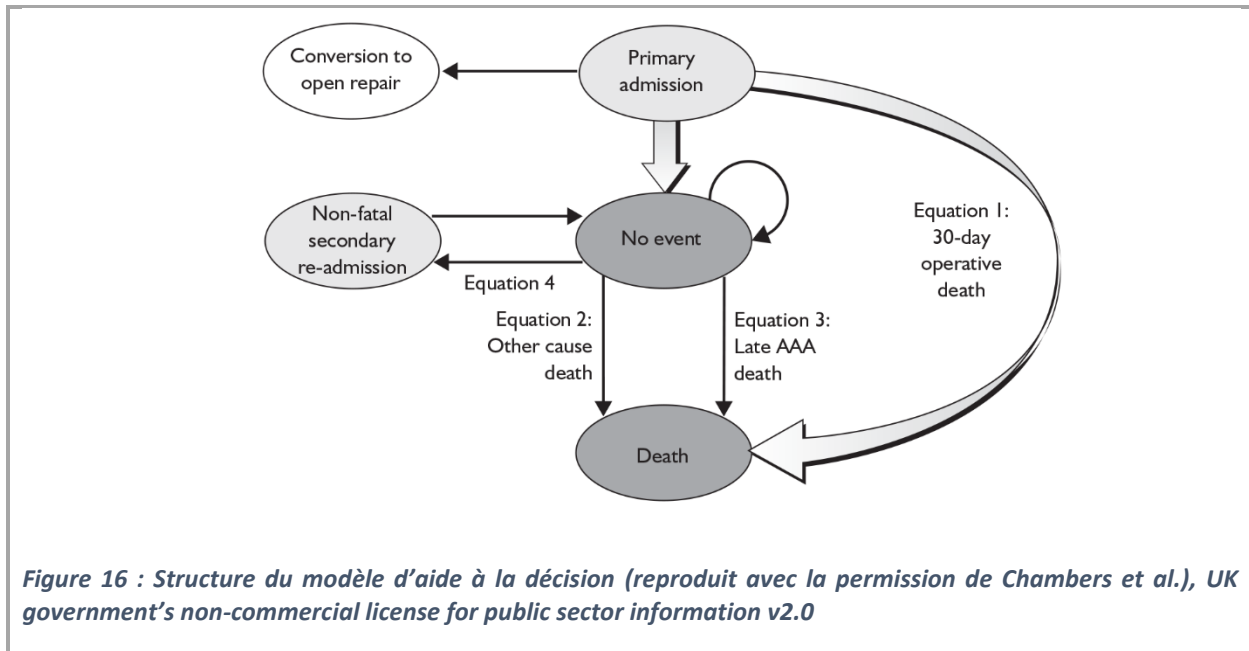 Conversion to
open repair
Primary
admission
Non-fatal
secondary
re-admission
No event
Equation 1:
30-day
operative
death
Equation 4
Equation 2:
Other cause
death
Equation 3:
Late AAA
death
Death
Figure 16 : Structure du modèle d’aide à la décision (reproduit avec la permission de Chambers et al.), UK
government’s non-commercial license for public sector information v2.0